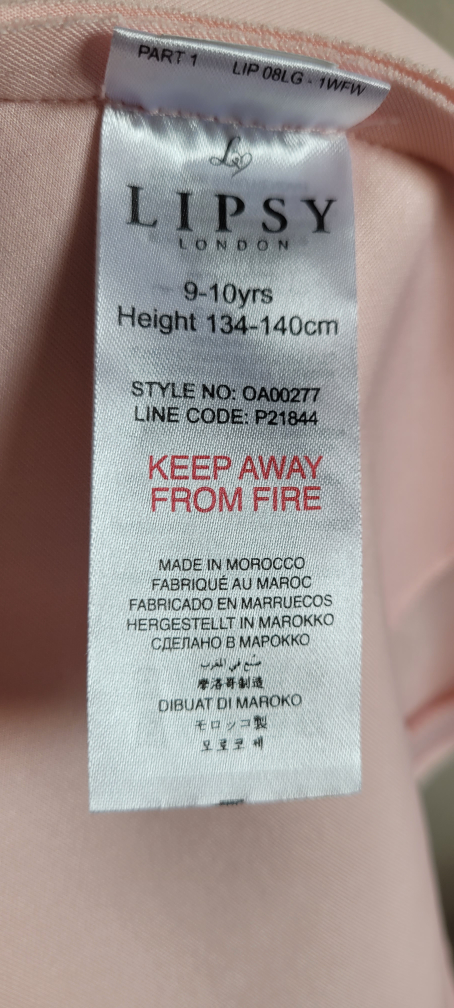 PART 1 LIP 08LG - 1WFW
LIPSY
LONDON
9-10yrs
Height 134-140cm
STYLE NO: OA00277
LINE CODE: P21844
KEEP AWAY
FROM FIRE
MADE IN MOROCCO
FABRIQUÉ AU MAROC
FABRICADO EN MARRUECOS
HERGESTELLT IN MAROKKO
СДЕЛАНО В МАРОККО
صنع في المغرب
摩洛哥制造
DIBUAT DI MAROKO
モロッコ製
모로코 제